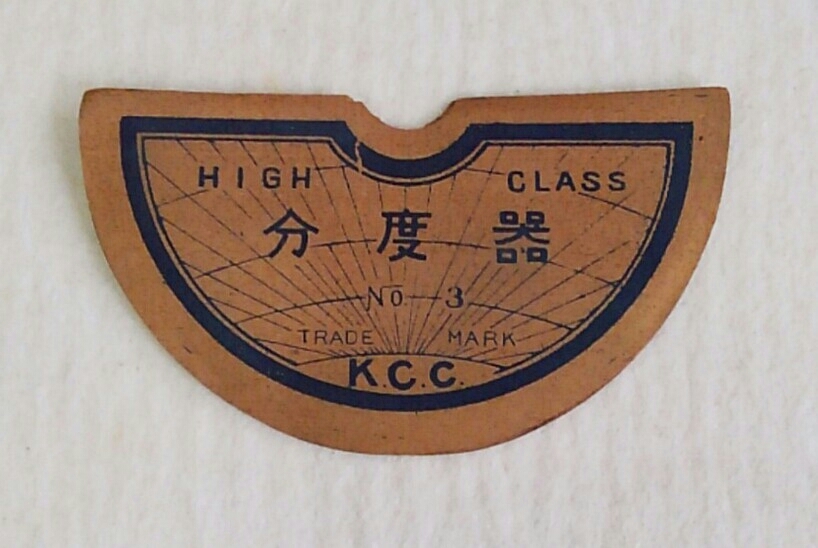 HIGH CLASS
分度器
No 3
TRADE MARK
K.C.C.